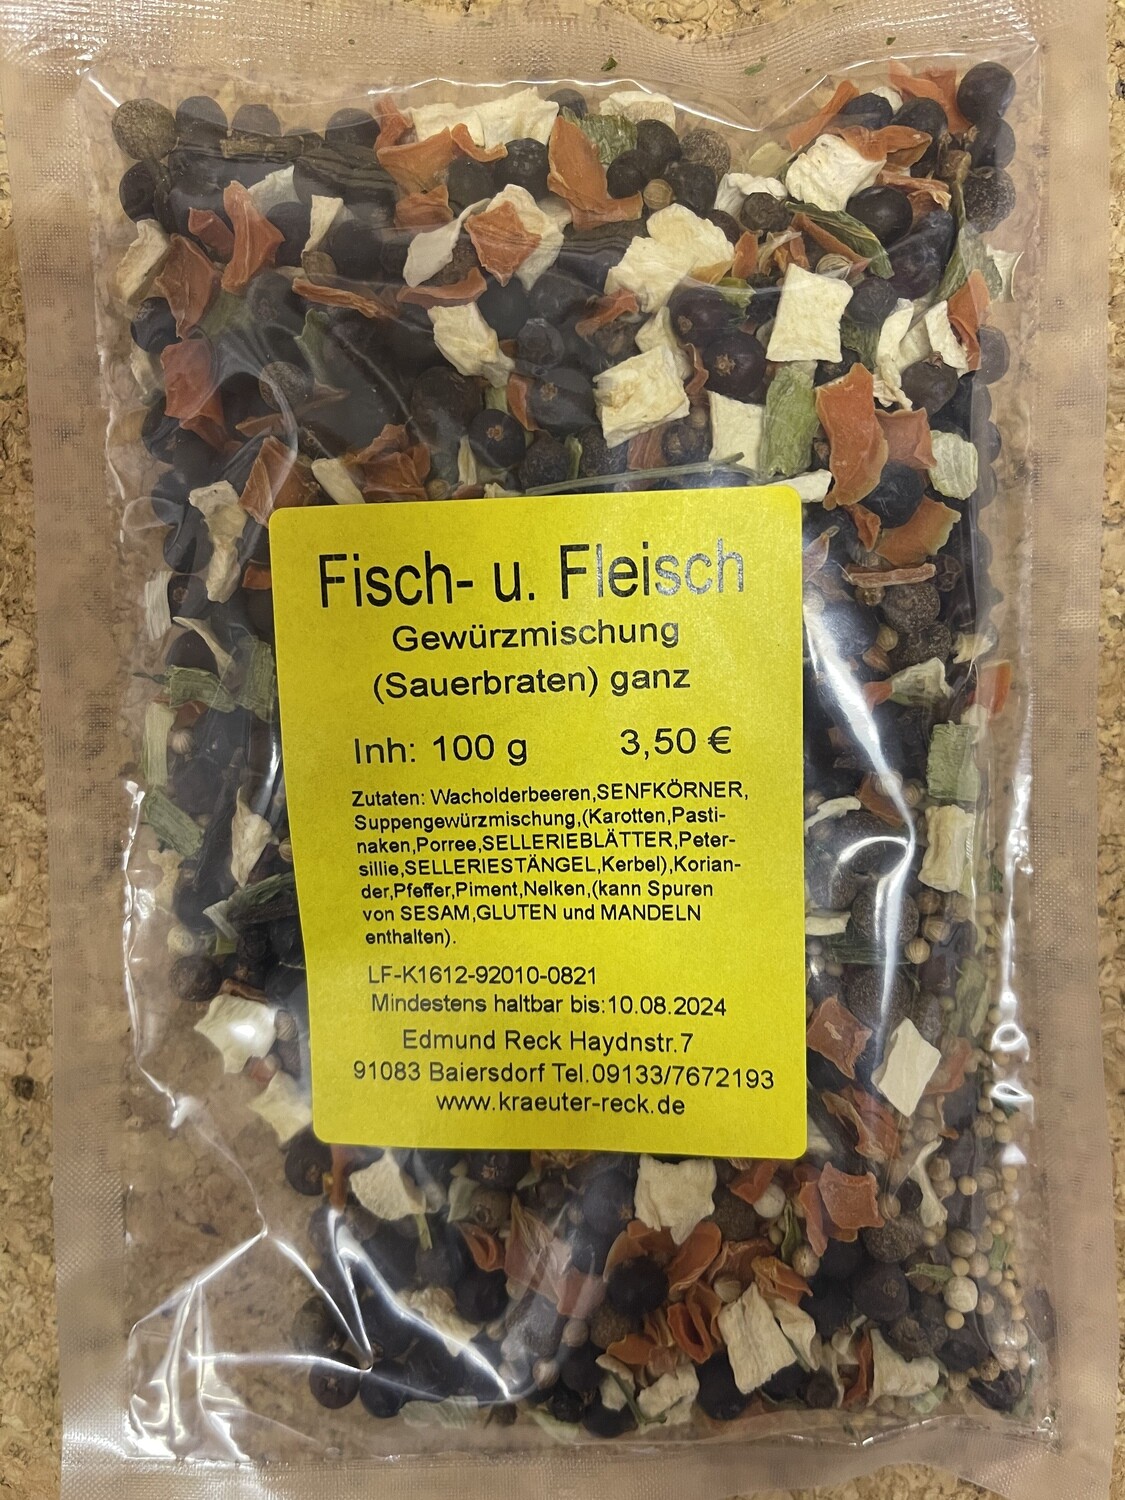 Fisch- u. Fleisch
Gewürzmischung
(Sauerbraten) ganz
Inh: 100 g 3,50 €
Zutaten: Wacholderbeeren,SENFKÖRNER,
Suppengewürzmischung,(Karotten,Pasti-
naken,Porree,SELLERIEBLÄTTER,Peter-
sillie,SELLERIESTÄNGEL,Kerbel),Korian-
der,Pfeffer,Piment,Nelken,(kann Spuren
von SESAM,GLUTEN und MANDELN
enthalten).
LF-K1612-92010-0821
Mindestens haltbar bis:10.08.2024
Edmund Reck Haydnstr.7
91083 Baiersdorf Tel.09133/7672193
www.kraeuter-reck.de